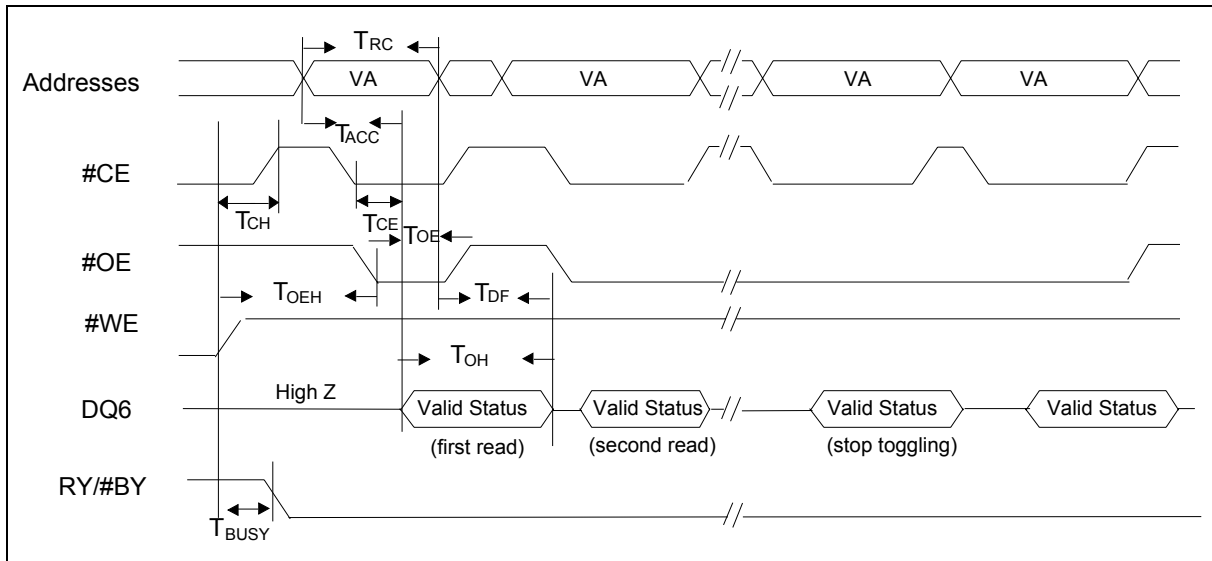 TRC
Addresses VA VA VA VA
TACC
#CE
TCH TCE TOE
#OE
TOEH TDF
#WE
TOH
High Z
DQ6 Valid Status Valid Status Valid Status Valid Status
(first read) (second read) (stop toggling)
RY/#BY
TBUSY